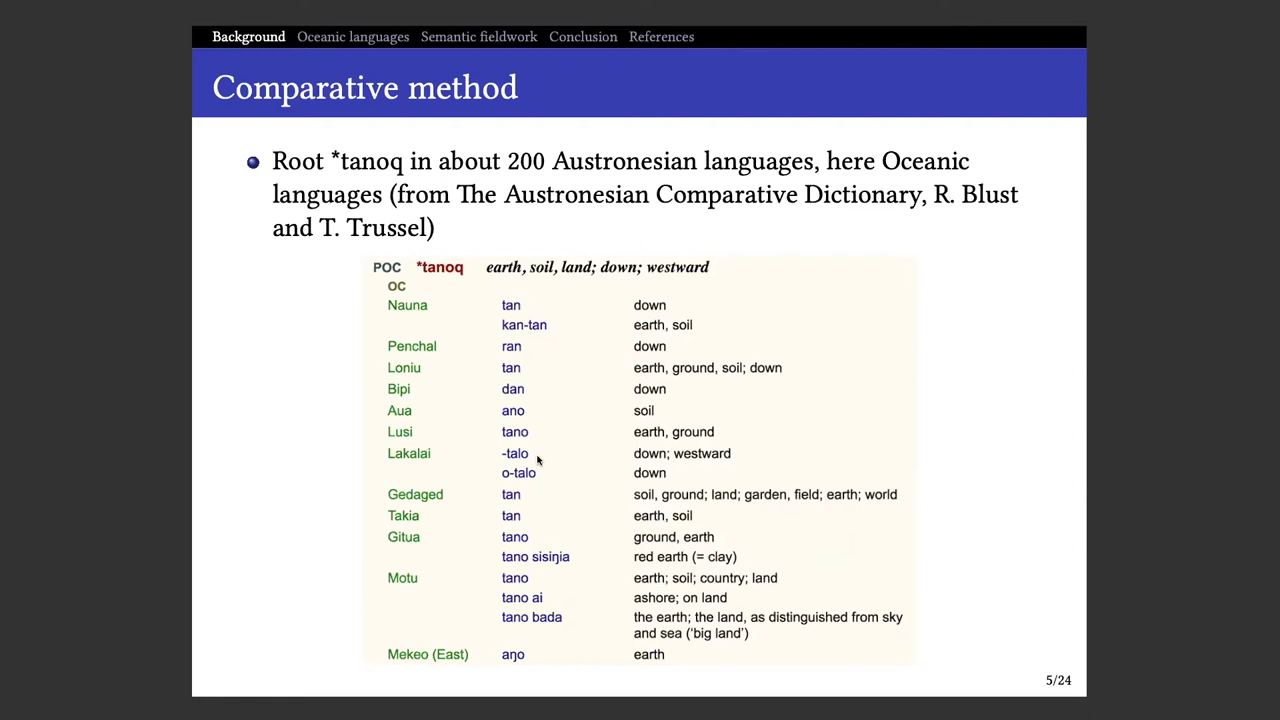 Background Oceanic languages Semantic fieldwork Conclusion References
Comparative method
Root *tanoq in about 200 Austronesian languages, here Oceanic
languages (from The Austronesian Comparative Dictionary, R. Blust
and T. Trussel)
POC *tanoq earth, soil, land; down; westward
OC
Nauna tan down
kan-tan earth, soil
Penchal ran down
Loniu tan earth, ground, soil; down
Bipi dan down
Aua ano soil
Lusi tano earth, ground
Lakalai -talo down; westward
o-talo down
Gedaged tan soil, ground; land; garden, field; earth; world
Takia tan earth, soil
Gitua tano ground, earth
tano sisiŋia red earth (= clay)
Motu tano earth; soil; country; land
tano ai ashore; on land
tano bada the earth; the land, as distinguished from sky
and sea (‘big land’)
Mekeo (East) aŋo earth
5/24